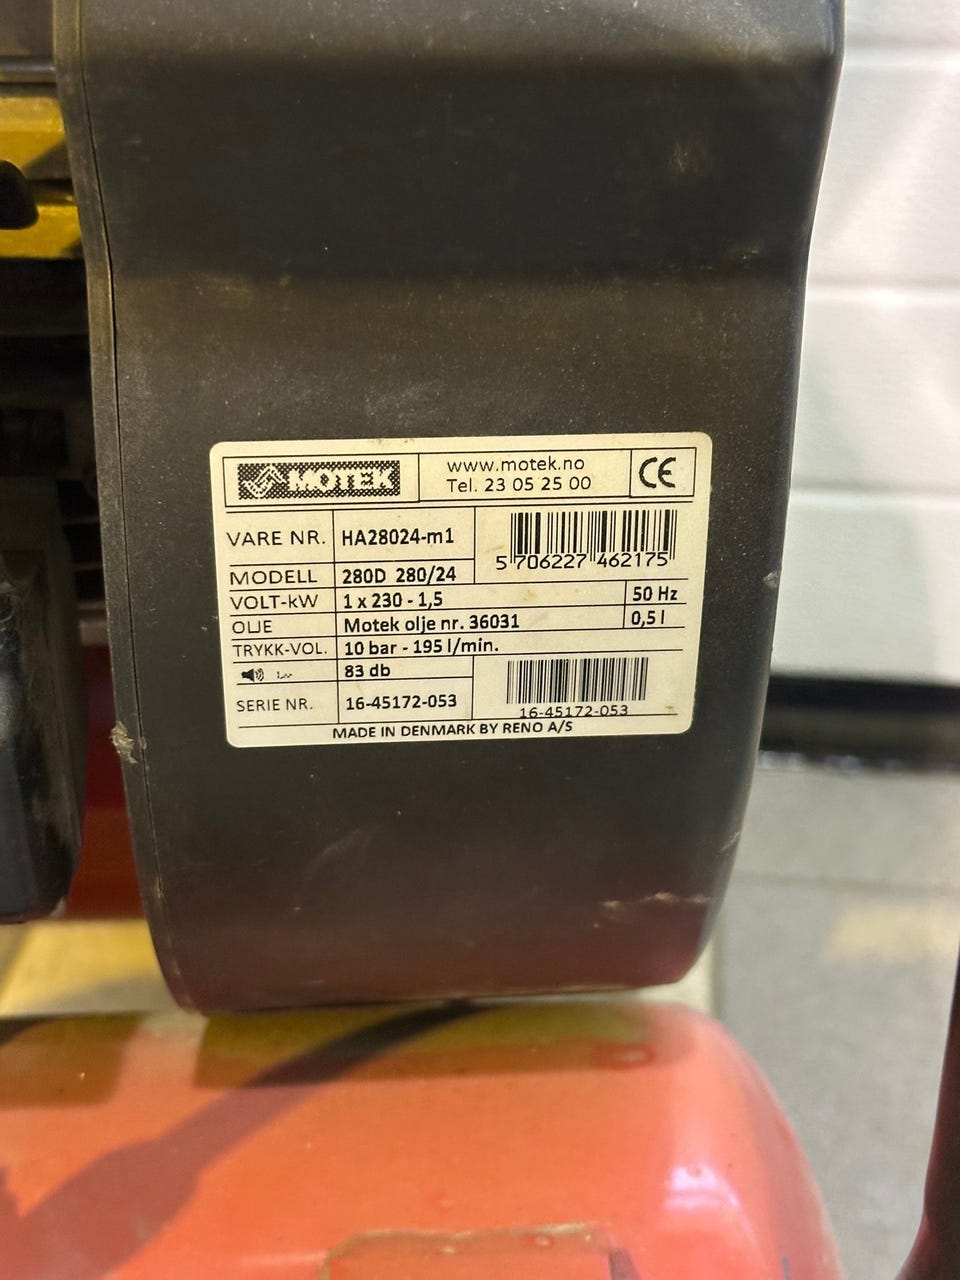 MOTEK
www.motek.no
Tel. 23 05 25 00
CE
VARE NR. HA28024-m1
5 706227 462175
MODELL 280D 280/24
VOLT-kW 1 x 230 - 1,5 50 Hz
OLJE Motek olje nr. 36031 0,5 l
TRYKK-VOL. 10 bar - 195 l/min.
83 db
SERIE NR. 16-45172-053
16-45172-053
MADE IN DENMARK BY RENO A/S